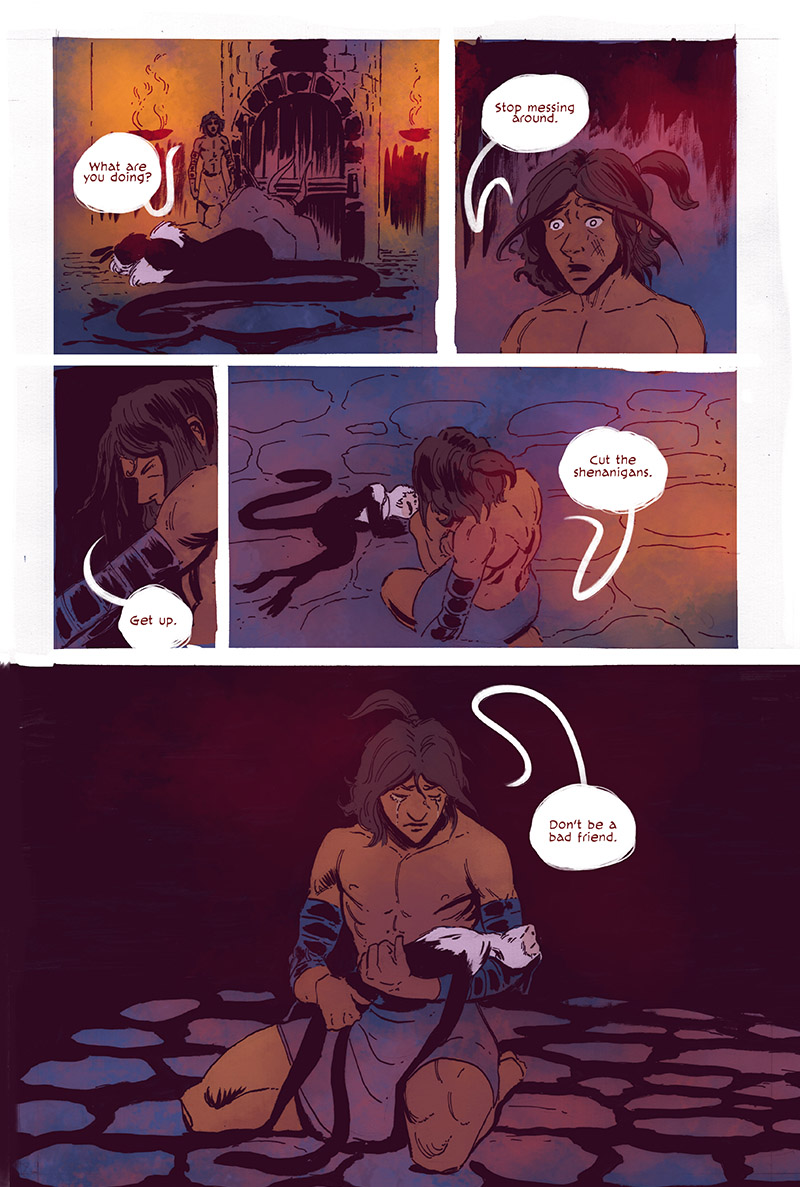 What are
you doing?
Stop messing
around.
Get up.
Cut the
shenanigans.
Don't be a
bad friend.